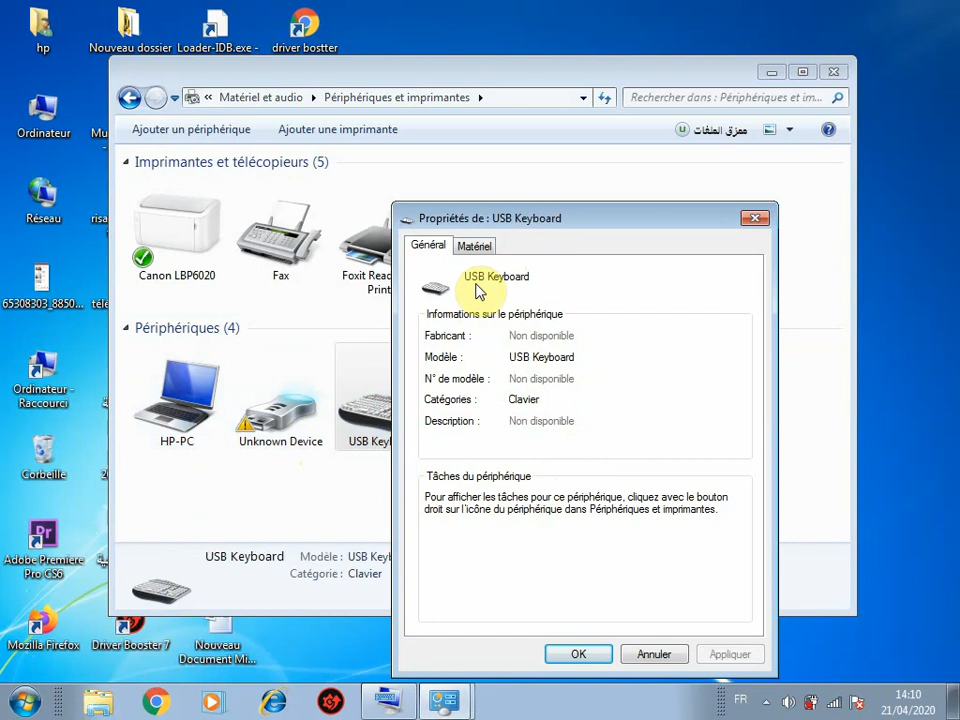 hp
Nouveau dossier
Loader-IDB.exe -
driver bostter
Ordinateur
Mu
Réseau
risa
65308303_8850...
télé
Ordinateur -
Raccourci
Corbeille
Adobe Premiere
Pro CS6
Mozilla Firefox
Driver Booster 7
Nouveau
Document Mi...
« Matériel et audio
Périphériques et imprimantes
Rechercher dans : Périphériques et im...
Ajouter un périphérique
Ajouter une imprimante
ممزق الملغات
Imprimantes et télécopieurs (5)
Canon LBP6020
Fax
Foxit Read
Print
Périphériques (4)
HP-PC
Unknown Device
USB Key
USB Keyboard
Modèle : USB Keyb
Catégorie : Clavier
Propriétés de : USB Keyboard
Général
Matériel
USB Keyboard
Informations sur le périphérique
Fabricant : Non disponible
Modèle : USB Keyboard
N° de modèle : Non disponible
Catégories : Clavier
Description : Non disponible
Tâches du périphérique
Pour afficher les tâches pour ce périphérique, cliquez avec le bouton
droit sur l'icône du périphérique dans Périphériques et imprimantes.
OK
Annuler
Appliquer
FR
14:10
21/04/2020